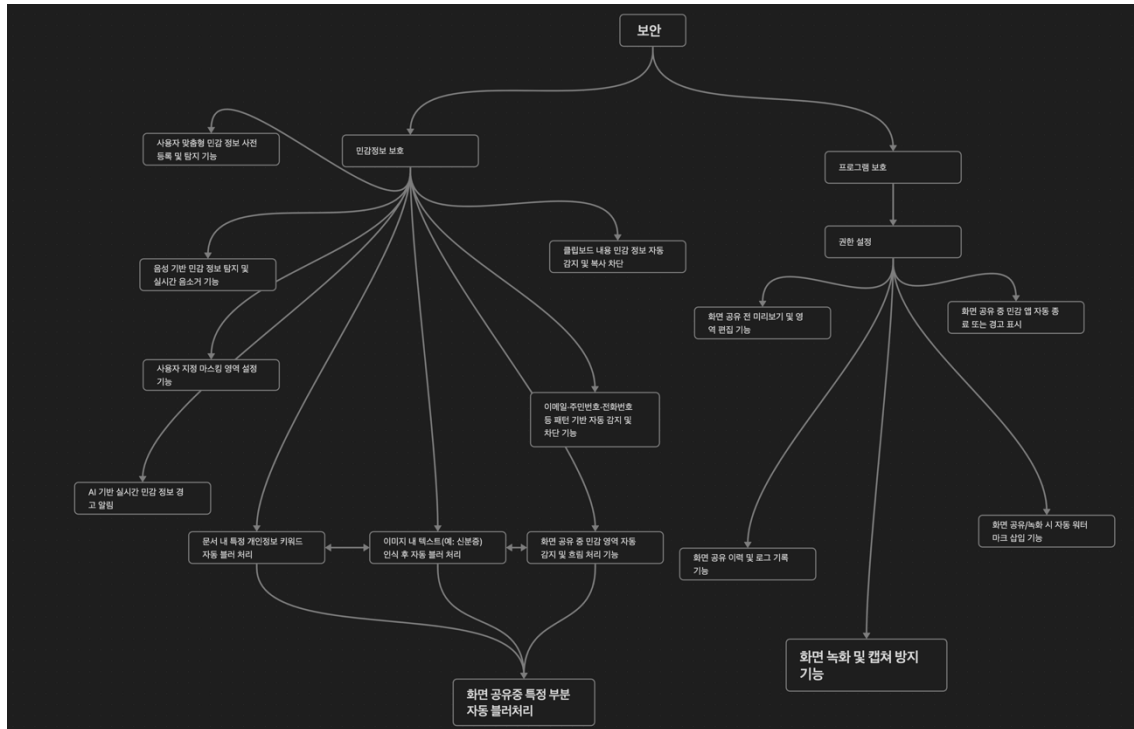 보안
사용자 맞춤형 민감 정보 사전
등록 및 탐지 기능
민감정보 보호
프로그램 보호
권한 설정
클립보드 내용 민감 정보 자동
감지 및 복사 차단
음성 기반 민감 정보 탐지 및
실시간 음소거 기능
화면 공유 전 미리보기 및 영
역 편집 기능
화면 공유 중 민감 앱 자동 종
료 또는 경고 표시
사용자 지정 마스킹 영역 설정
기능
이메일·주민번호·전화번호
등 패턴 기반 자동 감지 및
차단 기능
AI 기반 실시간 민감 정보 경
고 알림
문서 내 특정 개인정보 키워드
자동 블러 처리
이미지 내 텍스트(예: 신분증)
인식 후 자동 블러 처리
화면 공유 중 민감 영역 자동
감지 및 흐림 처리 기능
화면 공유 이력 및 로그 기록
기능
화면 공유/녹화 시 자동 워터
마크 삽입 기능
화면 녹화 및 캡쳐 방지
기능
화면 공유중 특정 부분
자동 블러처리